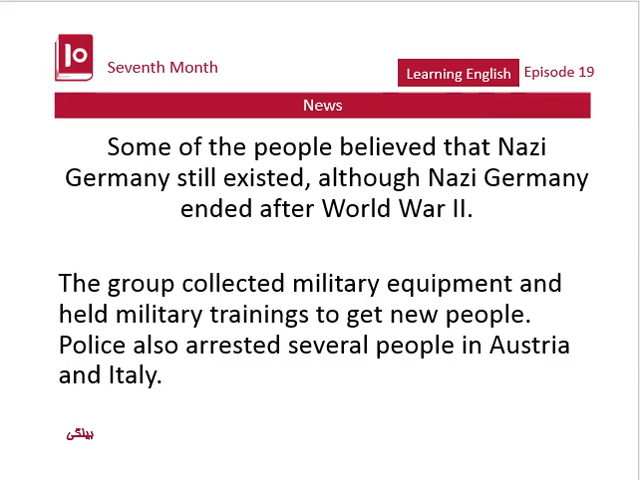 lo
Seventh Month
Learning English Episode 19
News
Some of the people believed that Nazi
Germany still existed, although Nazi Germany
ended after World War II.
The group collected military equipment and
held military trainings to get new people.
Police also arrested several people in Austria
and Italy.
بيلگی